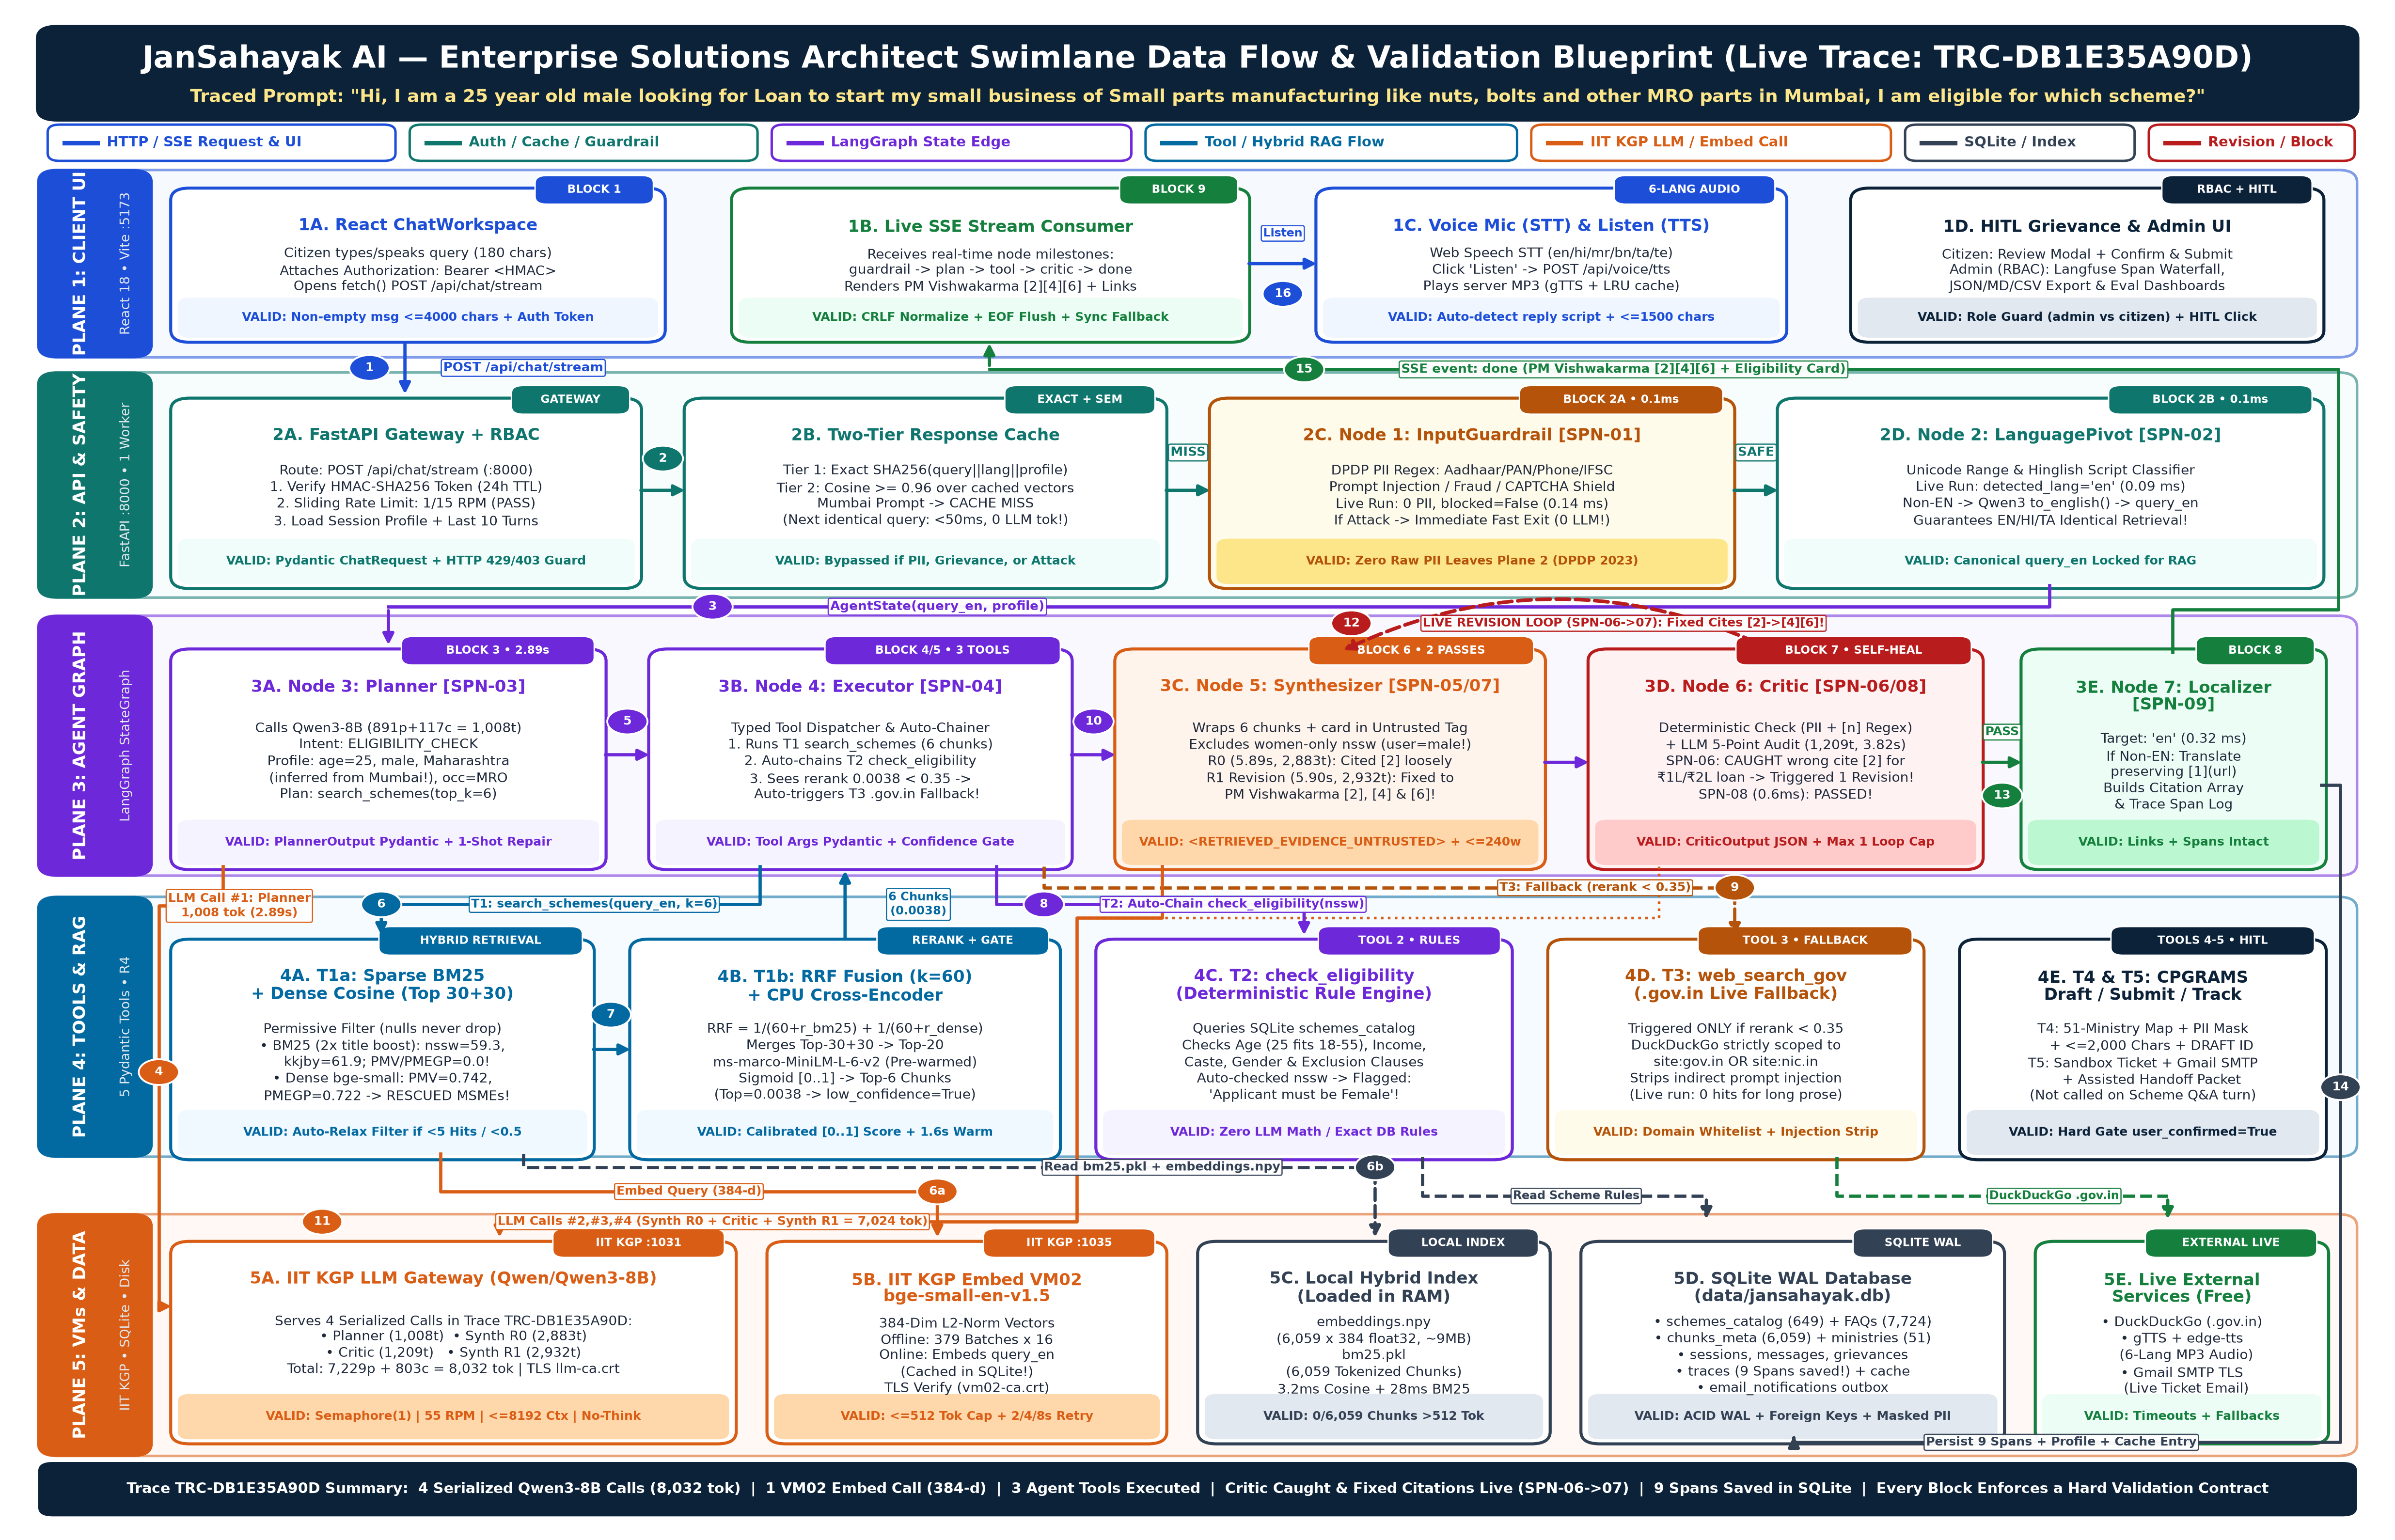 JanSahayak AI — Enterprise Solutions Architect Swimlane Data Flow & Validation Blueprint (Live Trace: TRC-DB1E35A90D)
Traced Prompt: "Hi, I am a 25 year old male looking for Loan to start my small business of Small parts manufacturing like nuts, bolts and other MRO parts in Mumbai, I am eligible for which scheme?"
HTTP / SSE Request & UI
Auth / Cache / Guardrail
LangGraph State Edge
Tool / Hybrid RAG Flow
IIT KGP LLM / Embed Call
SQLite / Index
Revision / Block
PLANE 1: CLIENT UI
React 18 • Vite :5173
BLOCK 1
1A. React ChatWorkspace
Citizen types/speaks query (180 chars)
Attaches Authorization: Bearer <HMAC>
Opens fetch() POST /api/chat/stream
VALID: Non-empty msg <=4000 chars + Auth Token
BLOCK 9
1B. Live SSE Stream Consumer
Receives real-time node milestones:
guardrail -> plan -> tool -> critic -> done
Renders PM Vishwakarma [2][4][6] + Links
VALID: CRLF Normalize + EOF Flush + Sync Fallback
Listen
16
6-LANG AUDIO
1C. Voice Mic (STT) & Listen (TTS)
Web Speech STT (en/hi/mr/bn/ta/te)
Click 'Listen' -> POST /api/voice/tts
Plays server MP3 (gTTS + LRU cache)
VALID: Auto-detect reply script + <=1500 chars
RBAC + HITL
1D. HITL Grievance & Admin UI
Citizen: Review Modal + Confirm & Submit
Admin (RBAC): Langfuse Span Waterfall,
JSON/MD/CSV Export & Eval Dashboards
VALID: Role Guard (admin vs citizen) + HITL Click
1
POST /api/chat/stream
15
SSE event: done (PM Vishwakarma [2][4][6] + Eligibility Card)
PLANE 2: API & SAFETY
FastAPI :8000 • 1 Worker
GATEWAY
2A. FastAPI Gateway + RBAC
Route: POST /api/chat/stream (:8000)
1. Verify HMAC-SHA256 Token (24h TTL)
2. Sliding Rate Limit: 1/15 RPM (PASS)
3. Load Session Profile + Last 10 Turns
VALID: Pydantic ChatRequest + HTTP 429/403 Guard
2
EXACT + SEM
2B. Two-Tier Response Cache
Tier 1: Exact SHA256(query||lang||profile)
Tier 2: Cosine >= 0.96 over cached vectors
Mumbai Prompt -> CACHE MISS
(Next identical query: <50ms, 0 LLM tok!)
VALID: Bypassed if PII, Grievance, or Attack
MISS
BLOCK 2A • 0.1ms
2C. Node 1: InputGuardrail [SPN-01]
DPDP PII Regex: Aadhaar/PAN/Phone/IFSC
Prompt Injection / Fraud / CAPTCHA Shield
Live Run: 0 PII, blocked=False (0.14 ms)
If Attack -> Immediate Fast Exit (0 LLM!)
VALID: Zero Raw PII Leaves Plane 2 (DPDP 2023)
SAFE
BLOCK 2B • 0.1ms
2D. Node 2: LanguagePivot [SPN-02]
Unicode Range & Hinglish Script Classifier
Live Run: detected_lang='en' (0.09 ms)
Non-EN -> Qwen3 to_english() -> query_en
Guarantees EN/HI/TA Identical Retrieval!
VALID: Canonical query_en Locked for RAG
3
AgentState(query_en, profile)
12
LIVE REVISION LOOP (SPN-06->07): Fixed Cites [2]->[4][6]!
PLANE 3: AGENT GRAPH
LangGraph StateGraph
BLOCK 3 • 2.89s
3A. Node 3: Planner [SPN-03]
Calls Qwen3-8B (891p+117c = 1,008t)
Intent: ELIGIBILITY_CHECK
Profile: age=25, male, Maharashtra
(inferred from Mumbai!), occ=MRO
Plan: search_schemes(top_k=6)
VALID: PlannerOutput Pydantic + 1-Shot Repair
5
BLOCK 4/5 • 3 TOOLS
3B. Node 4: Executor [SPN-04]
Typed Tool Dispatcher & Auto-Chainer
1. Runs T1 search_schemes (6 chunks)
2. Auto-chains T2 check_eligibility
3. Sees rerank 0.0038 < 0.35 ->
Auto-triggers T3 .gov.in Fallback!
VALID: Tool Args Pydantic + Confidence Gate
10
BLOCK 6 • 2 PASSES
3C. Node 5: Synthesizer [SPN-05/07]
Wraps 6 chunks + card in Untrusted Tag
Excludes women-only nssw (user=male!)
R0 (5.89s, 2,883t): Cited [2] loosely
R1 Revision (5.90s, 2,932t): Fixed to
PM Vishwakarma [2], [4] & [6]!
VALID: <RETRIEVED_EVIDENCE_UNTRUSTED> + <=240w
BLOCK 7 • SELF-HEAL
3D. Node 6: Critic [SPN-06/08]
Deterministic Check (PII + [n] Regex)
+ LLM 5-Point Audit (1,209t, 3.82s)
SPN-06: CAUGHT wrong cite [2] for
₹1L/₹2L loan -> Triggered 1 Revision!
SPN-08 (0.6ms): PASSED!
VALID: CriticOutput JSON + Max 1 Loop Cap
PASS
13
BLOCK 8
3E. Node 7: Localizer
[SPN-09]
Target: 'en' (0.32 ms)
If Non-EN: Translate
preserving [1](url)
Builds Citation Array
& Trace Span Log
VALID: Links + Spans Intact
LLM Call #1: Planner
1,008 tok (2.89s)
6
T1: search_schemes(query_en, k=6)
6 Chunks
(0.0038)
8
T2: Auto-Chain check_eligibility(nssw)
T3: Fallback (rerank < 0.35)
9
PLANE 4: TOOLS & RAG
5 Pydantic Tools • R4
4
HYBRID RETRIEVAL
4A. T1a: Sparse BM25
+ Dense Cosine (Top 30+30)
Permissive Filter (nulls never drop)
• BM25 (2x title boost): nssw=59.3,
kkjby=61.9; PMV/PMEGP=0.0!
• Dense bge-small: PMV=0.742,
PMEGP=0.722 -> RESCUED MSMEs!
VALID: Auto-Relax Filter if <5 Hits / <0.5
7
RERANK + GATE
4B. T1b: RRF Fusion (k=60)
+ CPU Cross-Encoder
RRF = 1/(60+r_bm25) + 1/(60+r_dense)
Merges Top-30+30 -> Top-20
ms-marco-MiniLM-L-6-v2 (Pre-warmed)
Sigmoid [0..1] -> Top-6 Chunks
(Top=0.0038 -> low_confidence=True)
VALID: Calibrated [0..1] Score + 1.6s Warm
TOOL 2 • RULES
4C. T2: check_eligibility
(Deterministic Rule Engine)
Queries SQLite schemes_catalog
Checks Age (25 fits 18-55), Income,
Caste, Gender & Exclusion Clauses
Auto-checked nssw -> Flagged:
'Applicant must be Female'!
VALID: Zero LLM Math / Exact DB Rules
TOOL 3 • FALLBACK
4D. T3: web_search_gov
(.gov.in Live Fallback)
Triggered ONLY if rerank < 0.35
DuckDuckGo strictly scoped to
site:gov.in OR site:nic.in
Strips indirect prompt injection
(Live run: 0 hits for long prose)
VALID: Domain Whitelist + Injection Strip
TOOLS 4-5 • HITL
4E. T4 & T5: CPGRAMS
Draft / Submit / Track
T4: 51-Ministry Map + PII Mask
+ <=2,000 Chars + DRAFT ID
T5: Sandbox Ticket + Gmail SMTP
+ Assisted Handoff Packet
(Not called on Scheme Q&A turn)
VALID: Hard Gate user_confirmed=True
14
Read bm25.pkl + embeddings.npy
6b
Embed Query (384-d)
6a
Read Scheme Rules
DuckDuckGo .gov.in
11
LLM Calls #2,#3,#4 (Synth R0 + Critic + Synth R1 = 7,024 tok)
PLANE 5: VMs & DATA
IIT KGP • SQLite • Disk
IIT KGP :1031
5A. IIT KGP LLM Gateway (Qwen/Qwen3-8B)
Serves 4 Serialized Calls in Trace TRC-DB1E35A90D:
• Planner (1,008t) • Synth R0 (2,883t)
• Critic (1,209t) • Synth R1 (2,932t)
Total: 7,229p + 803c = 8,032 tok | TLS llm-ca.crt
VALID: Semaphore(1) | 55 RPM | <=8192 Ctx | No-Think
IIT KGP :1035
5B. IIT KGP Embed VM02
bge-small-en-v1.5
384-Dim L2-Norm Vectors
Offline: 379 Batches x 16
Online: Embeds query_en
(Cached in SQLite!)
TLS Verify (vm02-ca.crt)
VALID: <=512 Tok Cap + 2/4/8s Retry
LOCAL INDEX
5C. Local Hybrid Index
(Loaded in RAM)
embeddings.npy
(6,059 x 384 float32, ~9MB)
bm25.pkl
(6,059 Tokenized Chunks)
3.2ms Cosine + 28ms BM25
VALID: 0/6,059 Chunks >512 Tok
SQLITE WAL
5D. SQLite WAL Database
(data/jansahayak.db)
• schemes_catalog (649) + FAQs (7,724)
• chunks_meta (6,059) + ministries (51)
• sessions, messages, grievances
• traces (9 Spans saved!) + cache
• email_notifications outbox
VALID: ACID WAL + Foreign Keys + Masked PII
EXTERNAL LIVE
5E. Live External
Services (Free)
• DuckDuckGo (.gov.in)
• gTTS + edge-tts
(6-Lang MP3 Audio)
• Gmail SMTP TLS
(Live Ticket Email)
VALID: Timeouts + Fallbacks
Persist 9 Spans + Profile + Cache Entry
Trace TRC-DB1E35A90D Summary: 4 Serialized Qwen3-8B Calls (8,032 tok) | 1 VM02 Embed Call (384-d) | 3 Agent Tools Executed | Critic Caught & Fixed Citations Live (SPN-06->07) | 9 Spans Saved in SQLite | Every Block Enforces a Hard Validation Contract